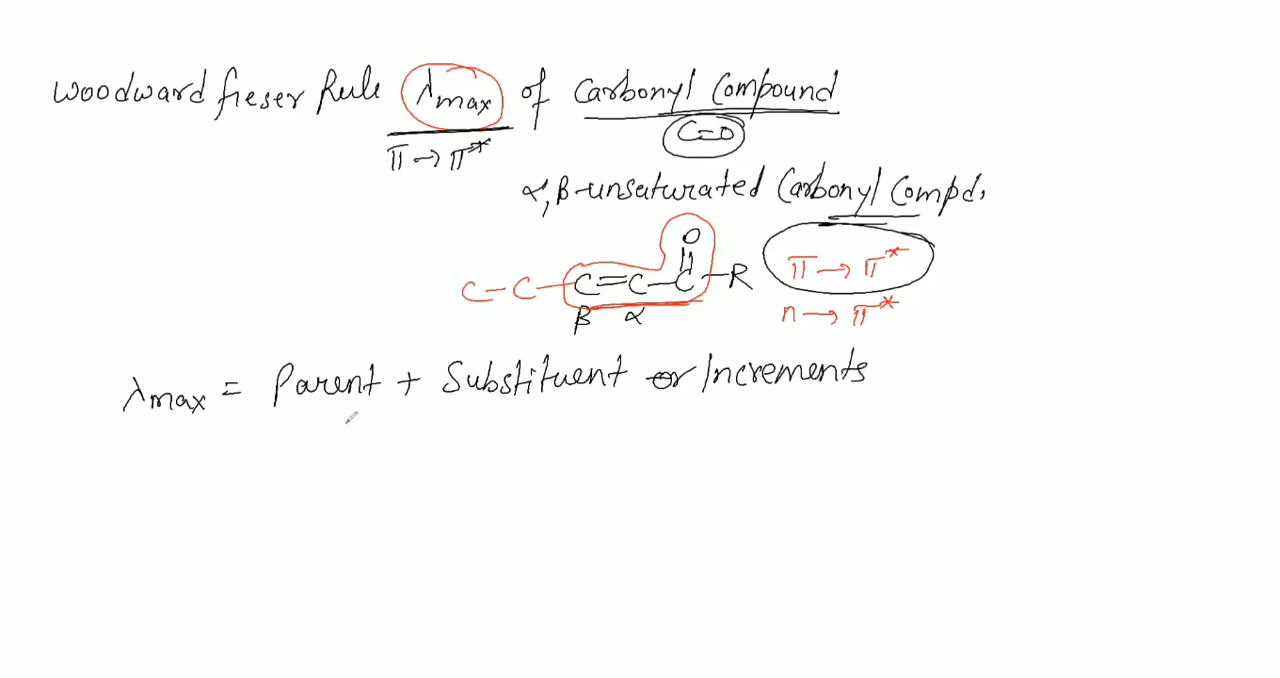 Woodward fieser Rule λmax of Carbonyl Compound
π → π* C=O
α, β-unsaturated Carbonyl Compd.
O
C-C-C=C-C-R π → π*
β α n → π*
λmax = Parent + Substituent or Increments